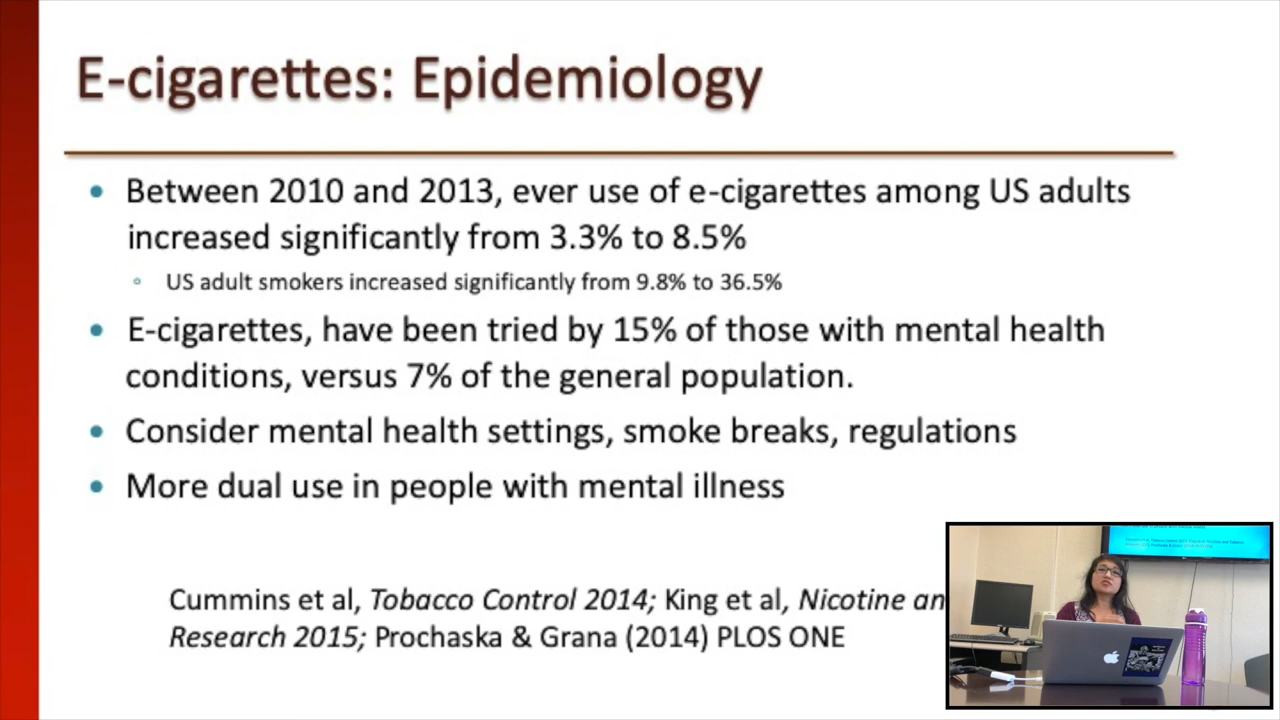 E-cigarettes: Epidemiology
• Between 2010 and 2013, ever use of e-cigarettes among US adults
increased significantly from 3.3% to 8.5%
◦ US adult smokers increased significantly from 9.8% to 36.5%
• E-cigarettes, have been tried by 15% of those with mental health
conditions, versus 7% of the general population.
• Consider mental health settings, smoke breaks, regulations
• More dual use in people with mental illness
Cummins et al, Tobacco Control 2014; King et al, Nicotine an
Research 2015; Prochaska & Grana (2014) PLOS ONE